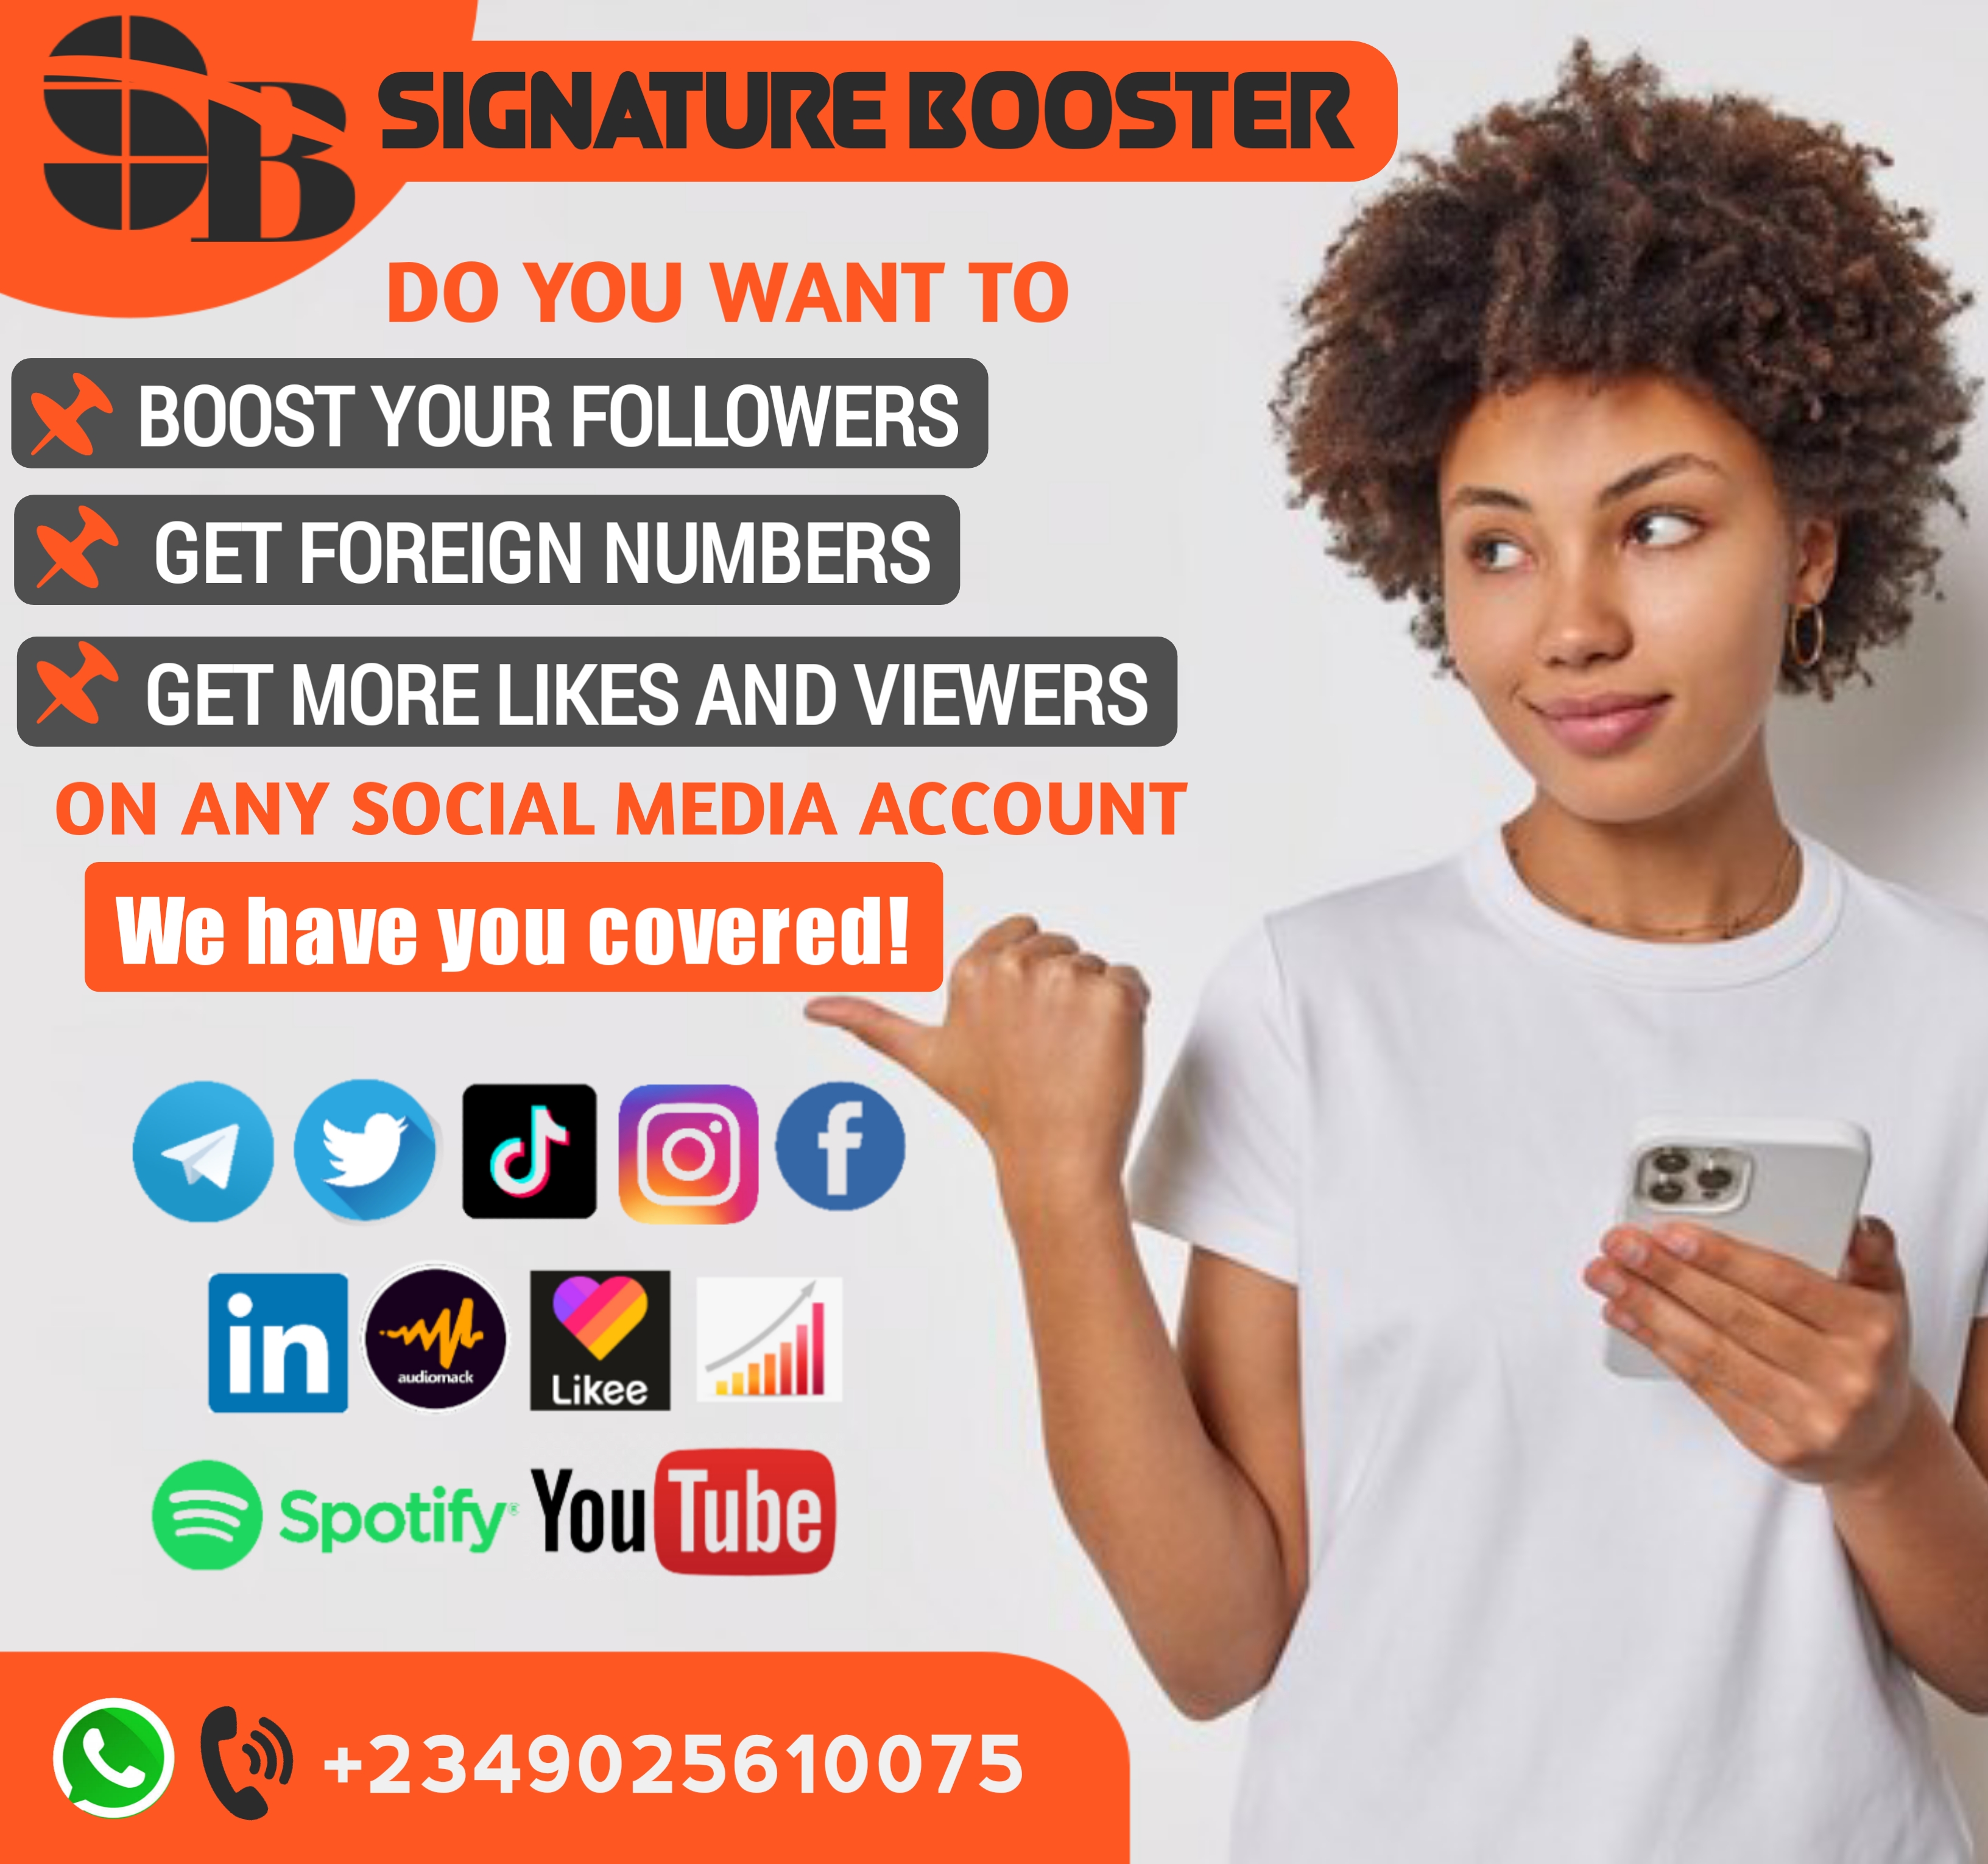 SB SIGNATURE BOOSTER
DO YOU WANT TO
BOOST YOUR FOLLOWERS
GET FOREIGN NUMBERS
GET MORE LIKES AND VIEWERS
ON ANY SOCIAL MEDIA ACCOUNT
We have you covered!
f
in
audiomack
Likee
Spotify®
YouTube
+2349025610075